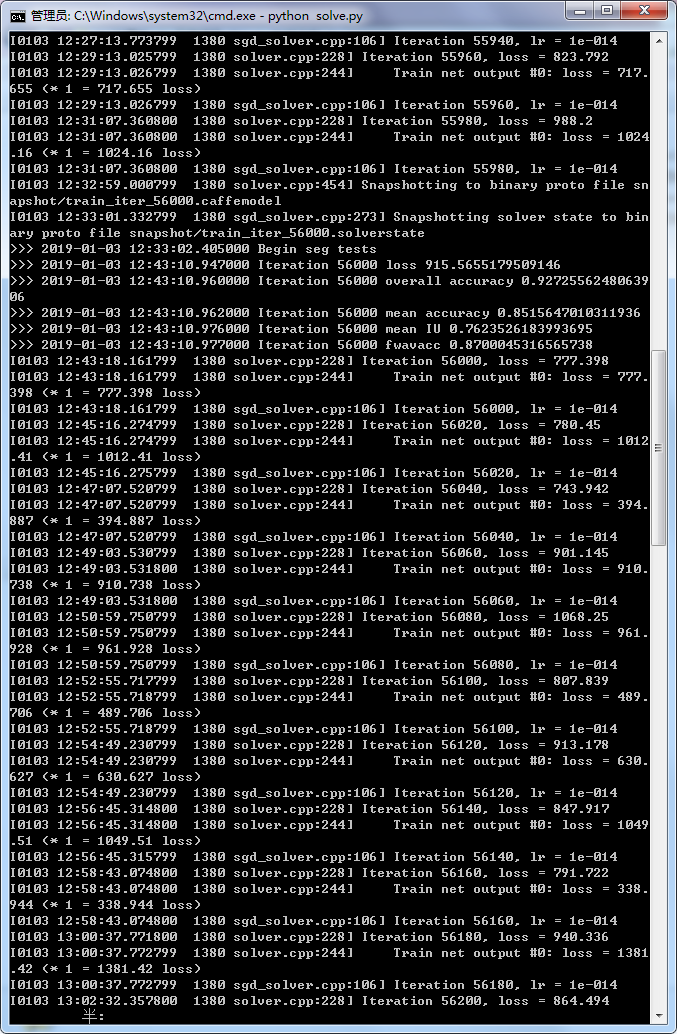 管理员: C:\Windows\system32\cmd.exe - python  solve.py
I0103 12:27:13.773799  1380 sgd_solver.cpp:106] Iteration 55940, lr = 1e-014
I0103 12:29:13.025799  1380 solver.cpp:228] Iteration 55960, loss = 823.792
I0103 12:29:13.026799  1380 solver.cpp:244]     Train net output #0: loss = 717.
655 (* 1 = 717.655 loss)
I0103 12:29:13.026799  1380 sgd_solver.cpp:106] Iteration 55960, lr = 1e-014
I0103 12:31:07.360800  1380 solver.cpp:228] Iteration 55980, loss = 988.2
I0103 12:31:07.360800  1380 solver.cpp:244]     Train net output #0: loss = 1024
.16 (* 1 = 1024.16 loss)
I0103 12:31:07.360800  1380 sgd_solver.cpp:106] Iteration 55980, lr = 1e-014
I0103 12:32:59.000799  1380 solver.cpp:454] Snapshotting to binary proto file sn
apshot/train_iter_56000.caffemodel
I0103 12:33:01.332799  1380 sgd_solver.cpp:273] Snapshotting solver state to bin
ary proto file snapshot/train_iter_56000.solverstate
>>> 2019-01-03 12:33:02.405000 Begin seg tests
>>> 2019-01-03 12:43:10.947000 Iteration 56000 loss 915.5655179509146
>>> 2019-01-03 12:43:10.960000 Iteration 56000 overall accuracy 0.92725562480639
06
>>> 2019-01-03 12:43:10.962000 Iteration 56000 mean accuracy 0.8515647010311936
>>> 2019-01-03 12:43:10.976000 Iteration 56000 mean IU 0.7623526183993695
>>> 2019-01-03 12:43:10.977000 Iteration 56000 fwavacc 0.8700045316565738
I0103 12:43:18.161799  1380 solver.cpp:228] Iteration 56000, loss = 777.398
I0103 12:43:18.161799  1380 solver.cpp:244]     Train net output #0: loss = 777.
398 (* 1 = 777.398 loss)
I0103 12:43:18.161799  1380 sgd_solver.cpp:106] Iteration 56000, lr = 1e-014
I0103 12:45:16.274799  1380 solver.cpp:228] Iteration 56020, loss = 780.45
I0103 12:45:16.274799  1380 solver.cpp:244]     Train net output #0: loss = 1012
.41 (* 1 = 1012.41 loss)
I0103 12:45:16.275799  1380 sgd_solver.cpp:106] Iteration 56020, lr = 1e-014
I0103 12:47:07.520799  1380 solver.cpp:228] Iteration 56040, loss = 743.942
I0103 12:47:07.520799  1380 solver.cpp:244]     Train net output #0: loss = 394.
887 (* 1 = 394.887 loss)
I0103 12:47:07.520799  1380 sgd_solver.cpp:106] Iteration 56040, lr = 1e-014
I0103 12:49:03.530799  1380 solver.cpp:228] Iteration 56060, loss = 901.145
I0103 12:49:03.531800  1380 solver.cpp:244]     Train net output #0: loss = 910.
738 (* 1 = 910.738 loss)
I0103 12:49:03.531800  1380 sgd_solver.cpp:106] Iteration 56060, lr = 1e-014
I0103 12:50:59.750799  1380 solver.cpp:228] Iteration 56080, loss = 1068.25
I0103 12:50:59.750799  1380 solver.cpp:244]     Train net output #0: loss = 961.
928 (* 1 = 961.928 loss)
I0103 12:50:59.750799  1380 sgd_solver.cpp:106] Iteration 56080, lr = 1e-014
I0103 12:52:55.717799  1380 solver.cpp:228] Iteration 56100, loss = 807.839
I0103 12:52:55.718799  1380 solver.cpp:244]     Train net output #0: loss = 489.
706 (* 1 = 489.706 loss)
I0103 12:52:55.718799  1380 sgd_solver.cpp:106] Iteration 56100, lr = 1e-014
I0103 12:54:49.230799  1380 solver.cpp:228] Iteration 56120, loss = 913.178
I0103 12:54:49.230799  1380 solver.cpp:244]     Train net output #0: loss = 630.
627 (* 1 = 630.627 loss)
I0103 12:54:49.230799  1380 sgd_solver.cpp:106] Iteration 56120, lr = 1e-014
I0103 12:56:45.314800  1380 solver.cpp:228] Iteration 56140, loss = 847.917
I0103 12:56:45.314800  1380 solver.cpp:244]     Train net output #0: loss = 1049
.51 (* 1 = 1049.51 loss)
I0103 12:56:45.315799  1380 sgd_solver.cpp:106] Iteration 56140, lr = 1e-014
I0103 12:58:43.074800  1380 solver.cpp:228] Iteration 56160, loss = 791.722
I0103 12:58:43.074800  1380 solver.cpp:244]     Train net output #0: loss = 338.
944 (* 1 = 338.944 loss)
I0103 12:58:43.074800  1380 sgd_solver.cpp:106] Iteration 56160, lr = 1e-014
I0103 13:00:37.771800  1380 solver.cpp:228] Iteration 56180, loss = 940.336
I0103 13:00:37.772799  1380 solver.cpp:244]     Train net output #0: loss = 1381
.42 (* 1 = 1381.42 loss)
I0103 13:00:37.772799  1380 sgd_solver.cpp:106] Iteration 56180, lr = 1e-014
I0103 13:02:32.357800  1380 solver.cpp:228] Iteration 56200, loss = 864.494
半: